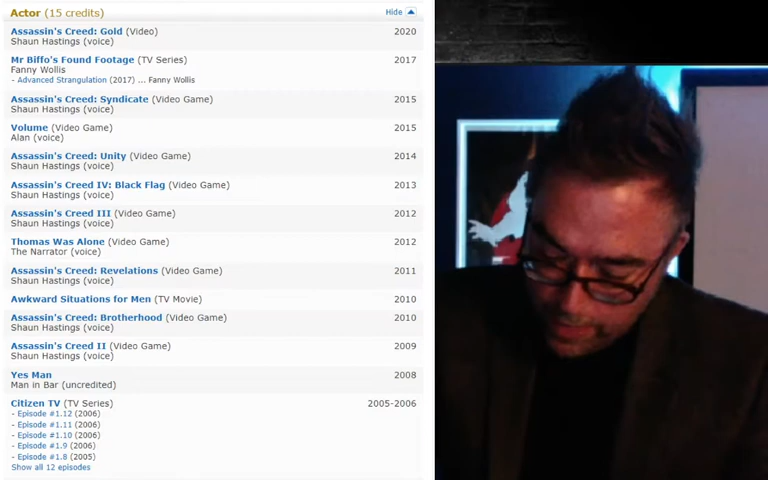 Actor (15 credits) Hide
Assassin's Creed: Gold (Video) 2020
Shaun Hastings (voice)
Mr Biffo's Found Footage (TV Series) 2017
Fanny Wollis
- Advanced Strangulation (2017) ... Fanny Wollis
Assassin's Creed: Syndicate (Video Game) 2015
Shaun Hastings (voice)
Volume (Video Game) 2015
Alan (voice)
Assassin's Creed: Unity (Video Game) 2014
Shaun Hastings (voice)
Assassin's Creed IV: Black Flag (Video Game) 2013
Shaun Hastings (voice)
Assassin's Creed III (Video Game) 2012
Shaun Hastings (voice)
Thomas Was Alone (Video Game) 2012
The Narrator (voice)
Assassin's Creed: Revelations (Video Game) 2011
Shaun Hastings (voice)
Awkward Situations for Men (TV Movie) 2010
Assassin's Creed: Brotherhood (Video Game) 2010
Shaun Hastings (voice)
Assassin's Creed II (Video Game) 2009
Shaun Hastings (voice)
Yes Man 2008
Man in Bar (uncredited)
Citizen TV (TV Series) 2005-2006
- Episode #1.12 (2006)
- Episode #1.11 (2006)
- Episode #1.10 (2006)
- Episode #1.9 (2006)
- Episode #1.8 (2005)
Show all 12 episodes